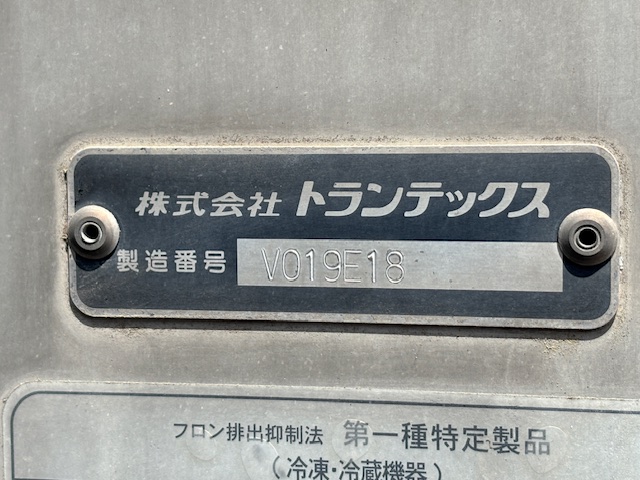 株式会社 トランテックス
製造番号 V019E18
フロン排出抑制法 第一種特定製品
(冷凍・冷蔵機器)